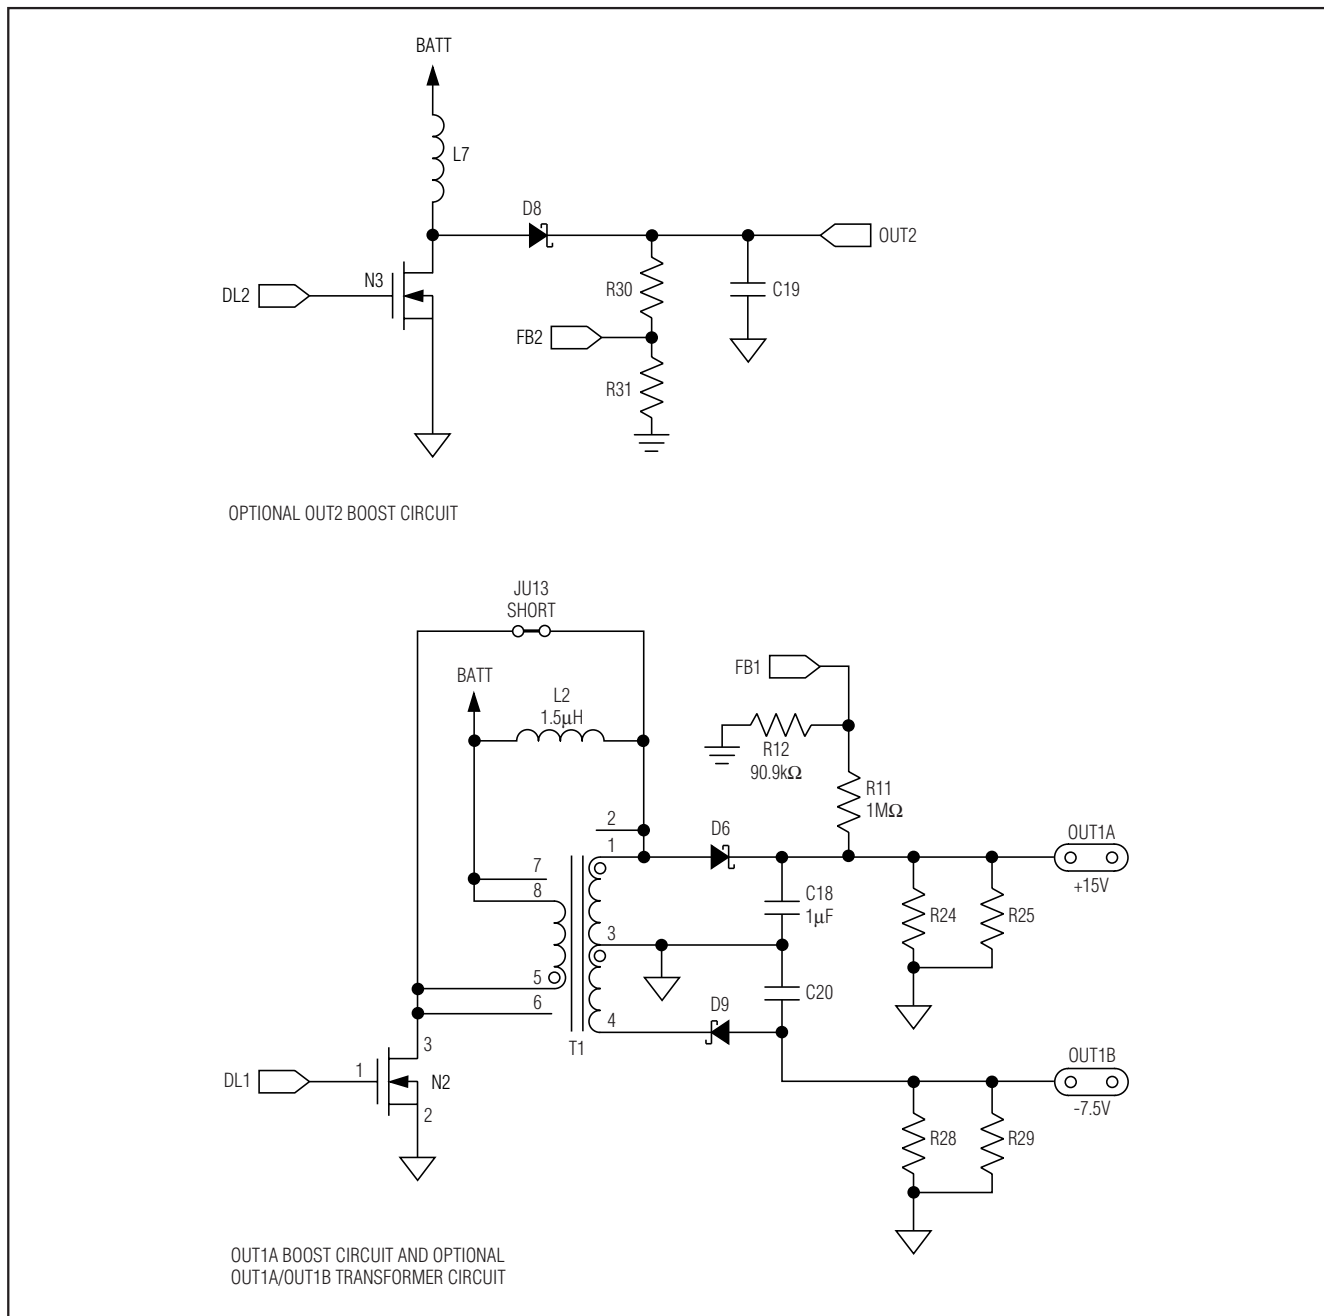 BATT
L7
D8
OUT2
N3
DL2
R30
C19
FB2
R31
OPTIONAL OUT2 BOOST CIRCUIT
JU13
SHORT
FB1
BATT
L2
1.5μH
R12
90.9kΩ
R11
1MΩ
2
D6
OUT1A
1
+15V
7
8
C18
1μF
R24
R25
3
5
C20
6
D9
4
T1
OUT1B
3
DL1
1
N2
-7.5V
2
R28
R29
OUT1A BOOST CIRCUIT AND OPTIONAL
OUT1A/OUT1B TRANSFORMER CIRCUIT